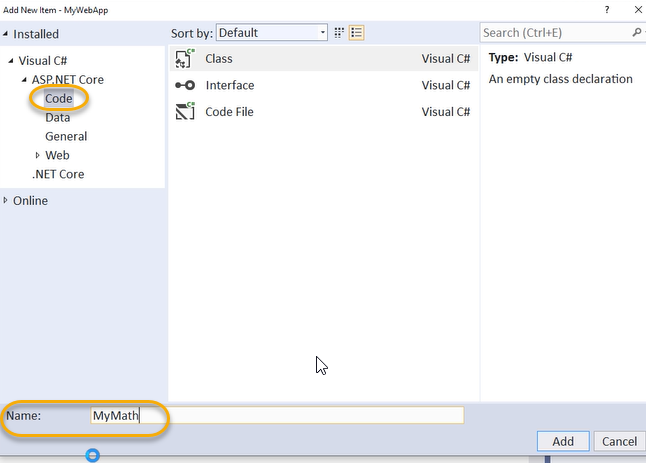 Add New Item - MyWebApp
? ×
Installed
Sort by: Default
Search (Ctrl+E)
Visual C#
ASP.NET Core
Code
Data
General
Web
.NET Core
Online
C# Class Visual C#
Interface Visual C#
C# Code File Visual C#
Type: Visual C#
An empty class declaration
Name: MyMath
Add Cancel